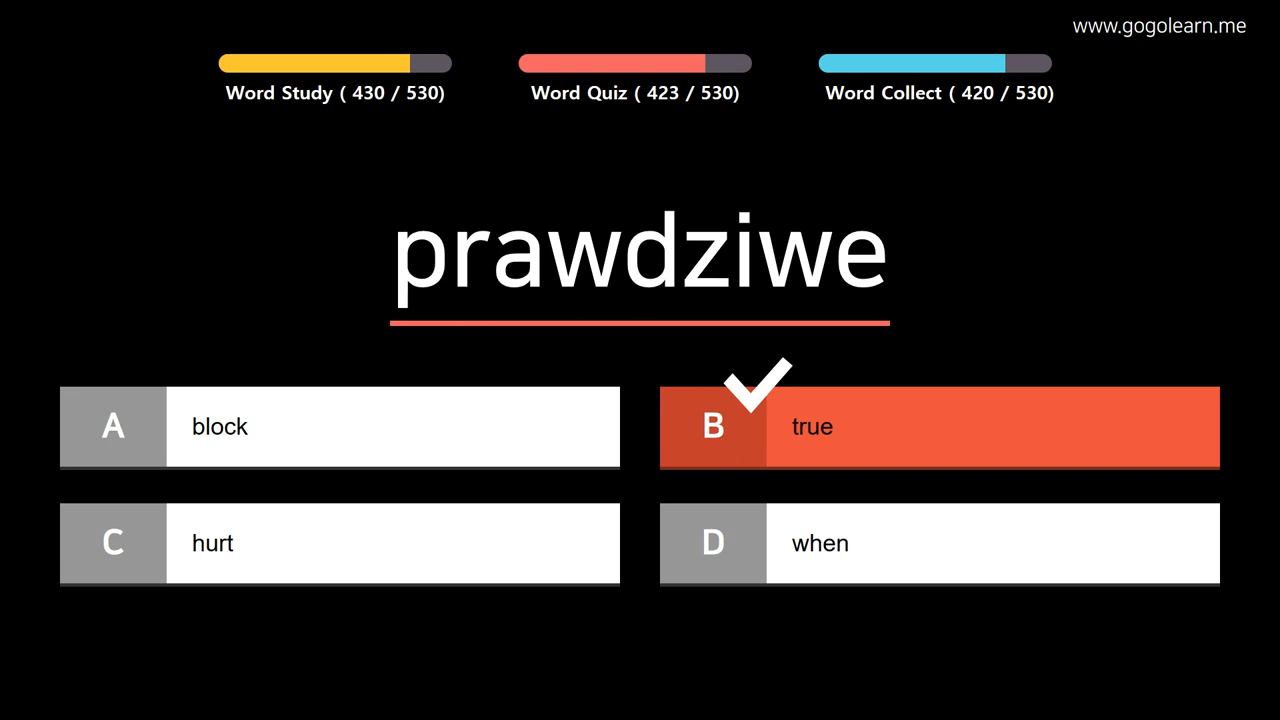 www.gogolearn.me
Word Study ( 430 / 530)
Word Quiz ( 423 / 530)
Word Collect ( 420 / 530)
prawdziwe
A block
B true
C hurt
D when